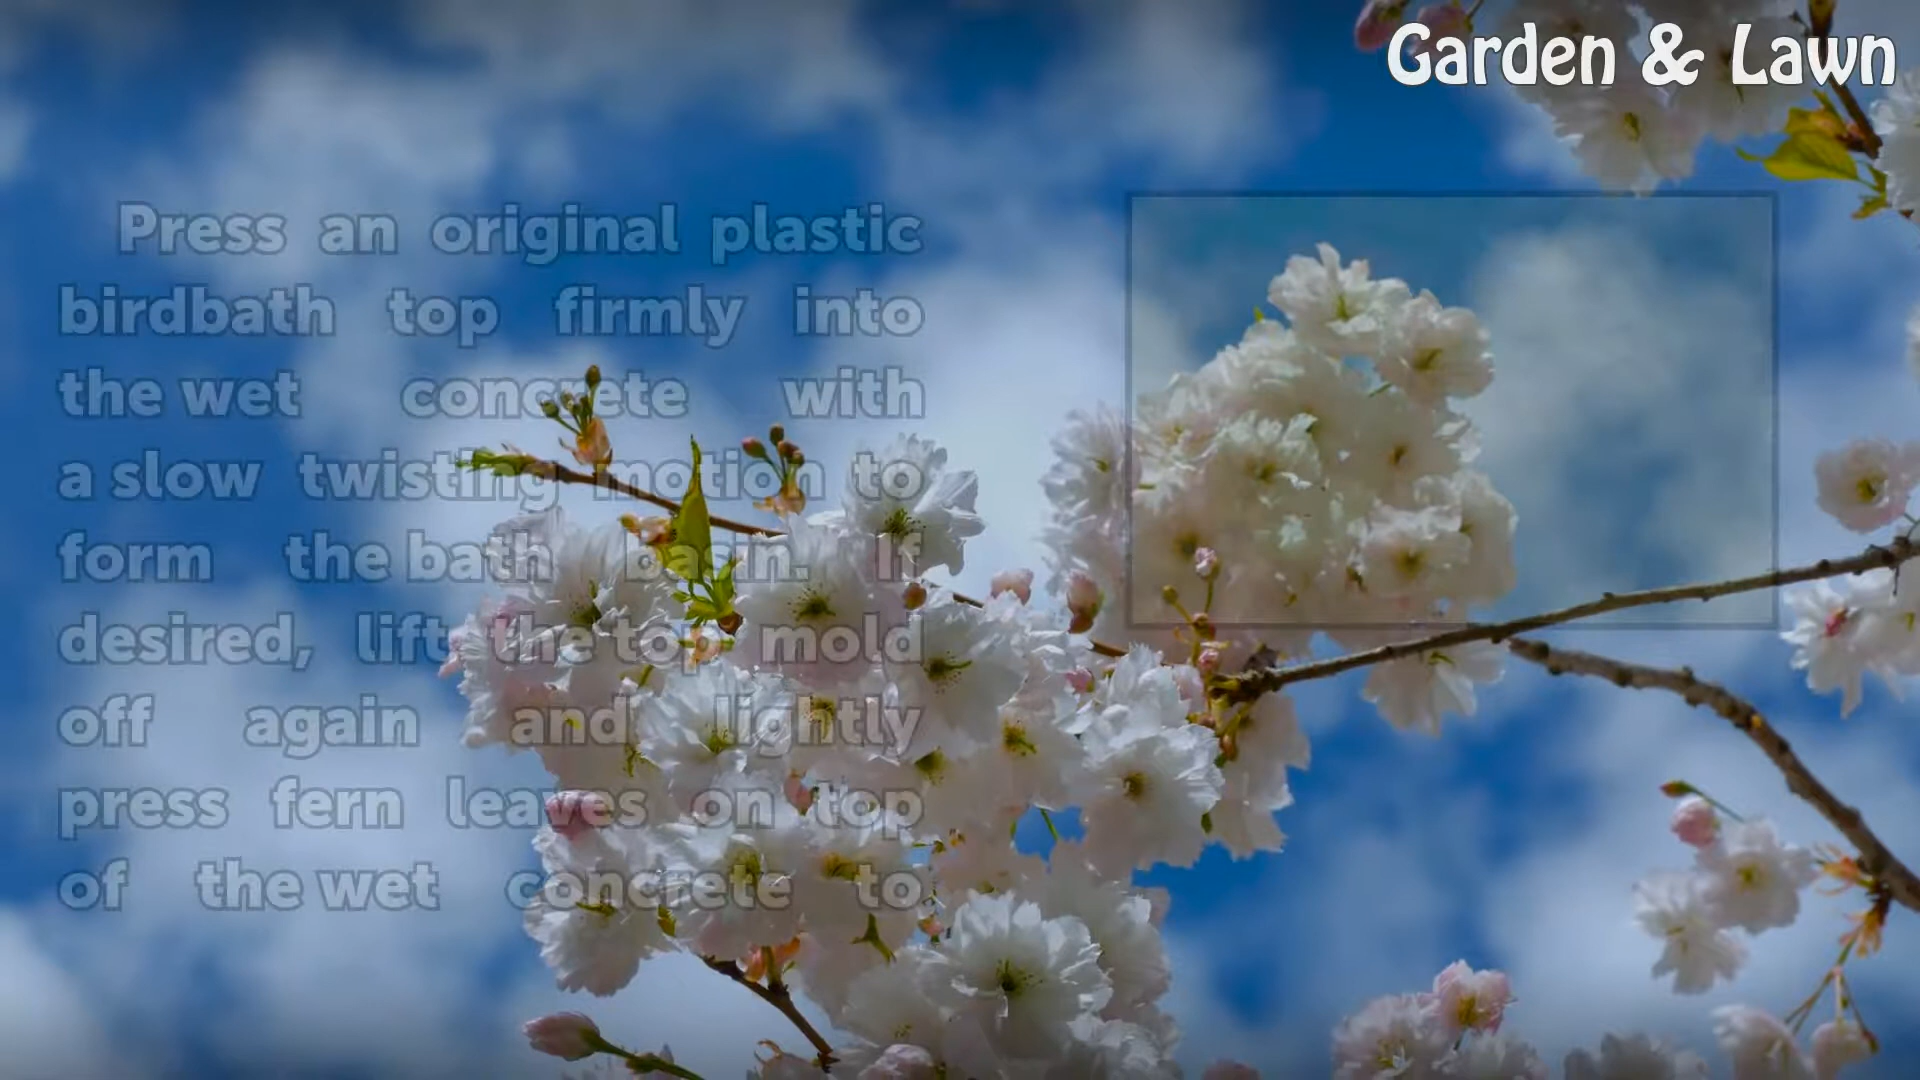 Garden & Lawn
Press an original plastic
birdbath top firmly into
the wet concrete with
a slow twisting motion to
form the bath basin. If
desired, lift the top mold
off again and lightly
press fern leaves on top
of the wet concrete to